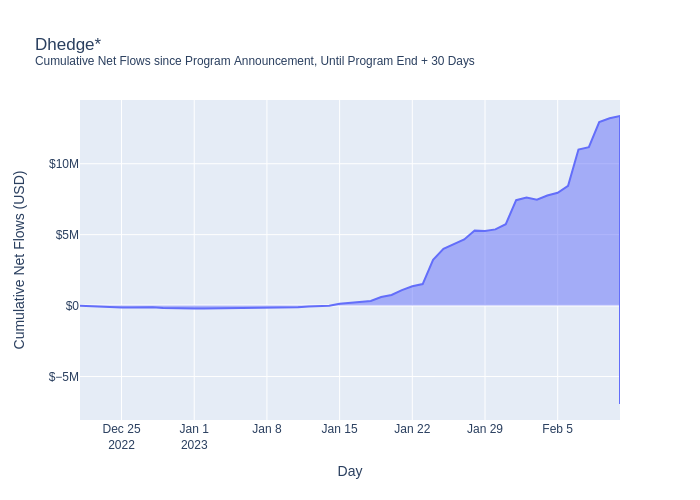 Dhedge*
Cumulative Net Flows since Program Announcement, Until Program End + 30 Days
Cumulative Net Flows (USD)
$10M
$5M
$0
$−5M
Dec 25
2022
Jan 1
2023
Jan 8
Jan 15
Jan 22
Jan 29
Feb 5
Day